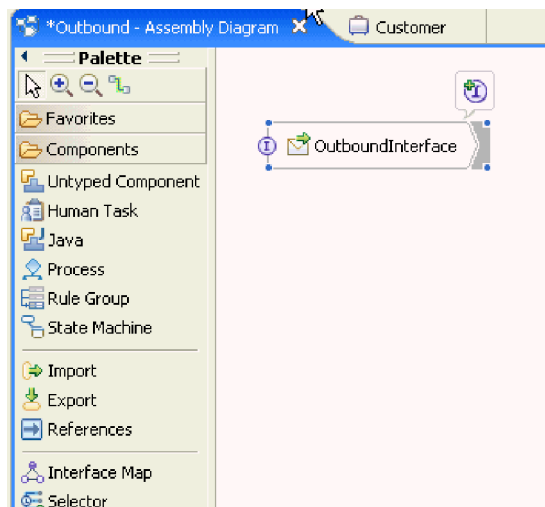 *Outbound - Assembly Diagram
Customer
Palette
Favorites
Components
Untyped Component
Human Task
Java
Process
Rule Group
State Machine
Import
Export
References
Interface Map
Selector
I
OutboundInterface
I